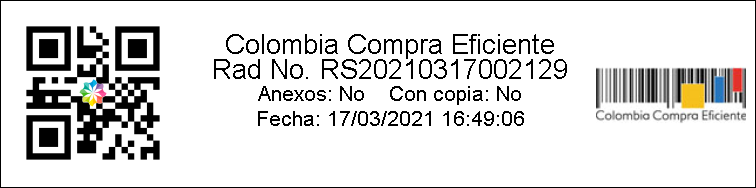 Colombia Compra Eficiente
Rad No. RS20210317002129
Anexos: No    Con copia: No
Fecha: 17/03/2021 16:49:06
Colombia Compra Eficiente